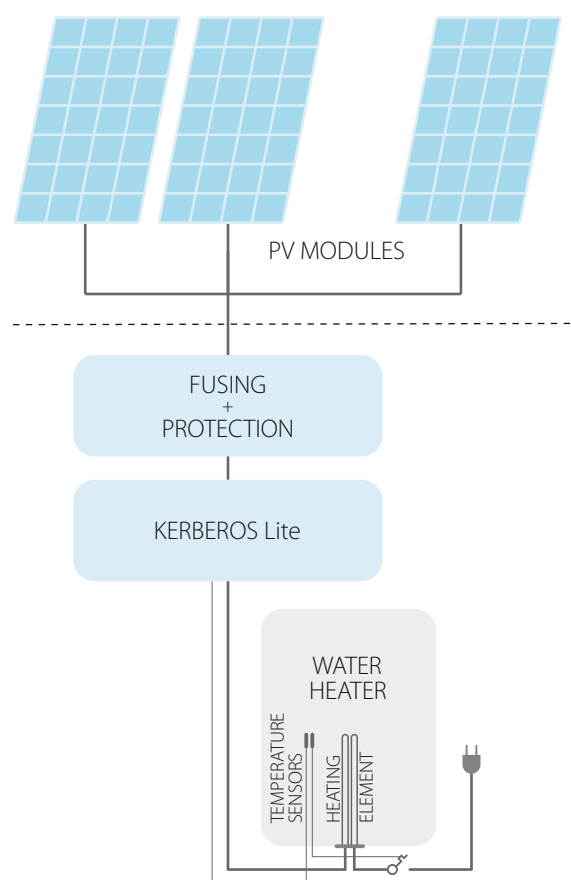 PV MODULES
FUSING
+
PROTECTION
KERBEROS Lite
WATER
HEATER
TEMPERATURE
SENSORS
HEATING
ELEMENT